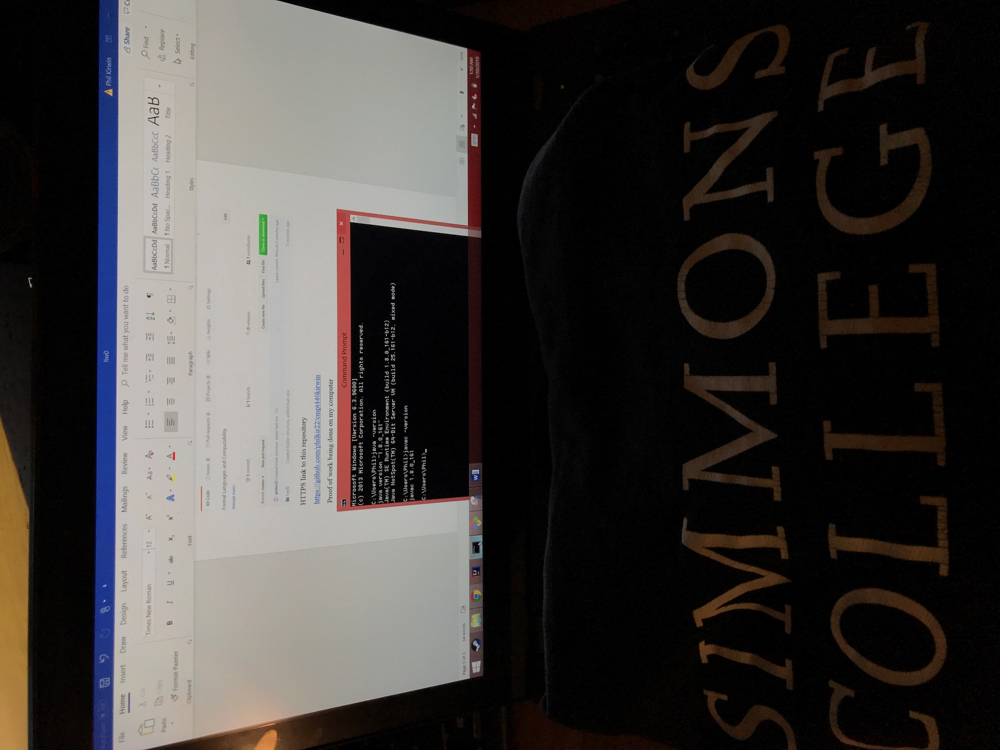 hw0
Phil Kirwin
File Home Insert Draw Design Layout References Mailings Review View Help Tell me what you want to do
Share
Paste
Cut
Copy
Format Painter
Clipboard
Times New Roman 12
B I U ab x₂ x²
Font
Paragraph
AaBbCcDd AaBbCcDd AaBbC( AaBbCcD AaB
¶ Normal ¶ No Spac... Heading 1 Heading 2 Title
Styles
Find
Replace
Select
Editing
Code Issues 0 Pull requests 0 Projects 0 Wiki Insights Settings
Formal Languages and Computability
Edit
Manage topics
1 commit 1 branch 0 releases 1 contributor
Branch: master New pull request Create new file Upload files Find file Clone or download
philkir22 Created folder structure, added hw0 doc
3 minutes ago
hw0 Created folder structure, added hw0 doc 3 minutes ago
HTTPS link to this repository
https://github.com/philkir22/cmpt440kirwin
Proof of work being done on my computer
Command Prompt
Microsoft Windows [Version 6.3.9600]
(c) 2013 Microsoft Corporation. All rights reserved.
C:\Users\Phil>java -version
java version "1.8.0_161"
Java(TM) SE Runtime Environment (build 1.8.0_161-b12)
Java HotSpot(TM) 64-Bit Server VM (build 25.161-b12, mixed mode)
C:\Users\Phil>javac -version
javac 1.8.0_161
C:\Users\Phil>_
Page 3 of 3 34 words
1:50 AM
1/30/2019
SIMMONS
COLLEGE